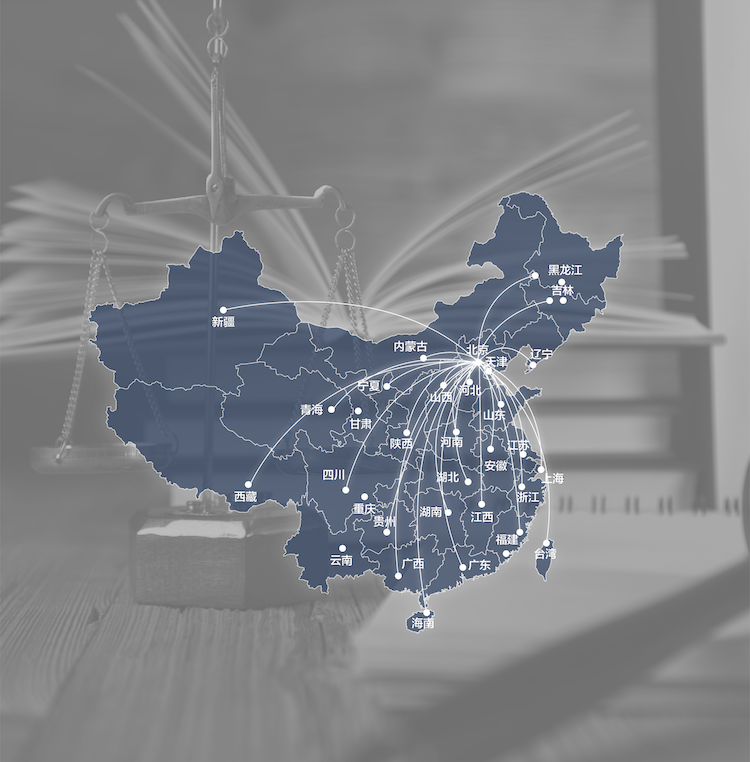 黑龙江
吉林
新疆
内蒙古
北京
辽宁
天津
宁夏
河北
山西
青海
甘肃
山东
陕西
河南
江苏
安徽
四川
湖北
上海
西藏
浙江
重庆
湖南
江西
贵州
福建
台湾
云南
广西
广东
海南